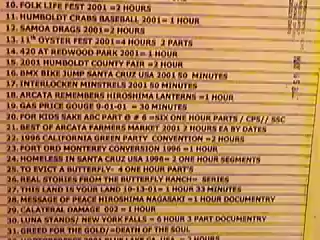 10. FOLK LIFE FEST 2001 =2 HOURS
11. HUMBOLDT CRABS BASEBALL 2001= 1 HOUR
12. SAMOA DRAGS 2001=2 HOURS
13. 11th OYSTER FEST 2001=4 HOURS 2 PARTS
14. 420 AT REDWOOD PARK 2001= 1 HOUR
15. 2001 HUMBOLDT COUNTY FAIR =2 HOUR
16. BMX BIKE JUMP SANTA CRUZ USA 2001 50 MINUTES
17. INTERLOCKEN MINSTRELS 2001 50 MINUTES
18. ARCATA REMEMBERS HIROSHIMA LANTERNS =1 HOUR
19. GAS PRICE GOUGE 9-01-01 = 30 MINUTES
20. FOR KIDS SAKE ABC PART @ # 6 =SIX ONE HOUR PARTS / CPS// SSC
21. BEST OF ARCATA FARMERS MARKET 2001 2 HOURS EA BY DATES
22. 1996 CALIFORNIA GREEN PARTY CONVENTION =2 HOURS
23. FORT ORD MONTEREY CONVERSION 1996 =1 HOUR
24. HOMELESS IN SANTA CRUZ USA 1996= 2 ONE HOUR SEGMENTS
25. TO EVICT A BUTTERFLY= 4 ONE HOUR PART'S
26. REAL STORIES FROM THE BUTTERFLY RANCH= SERIES
27. THIS LAND IS YOUR LAND 10-13-01= 1 HOUR 33 MINUTES
28. MESSAGE OF PEACE HIROSHIMA NAGASAKI =1 HOUR DOCUMENTRY
29. CALATERAL DAMAGE 002 = 1 HOUR
30. LUNA STANDS/ NEW YORK FALLS = 6 HOUR 3 PART DOCUMENTRY
31. GREED FOR THE GOLD/=DEATH OF THE SOUL